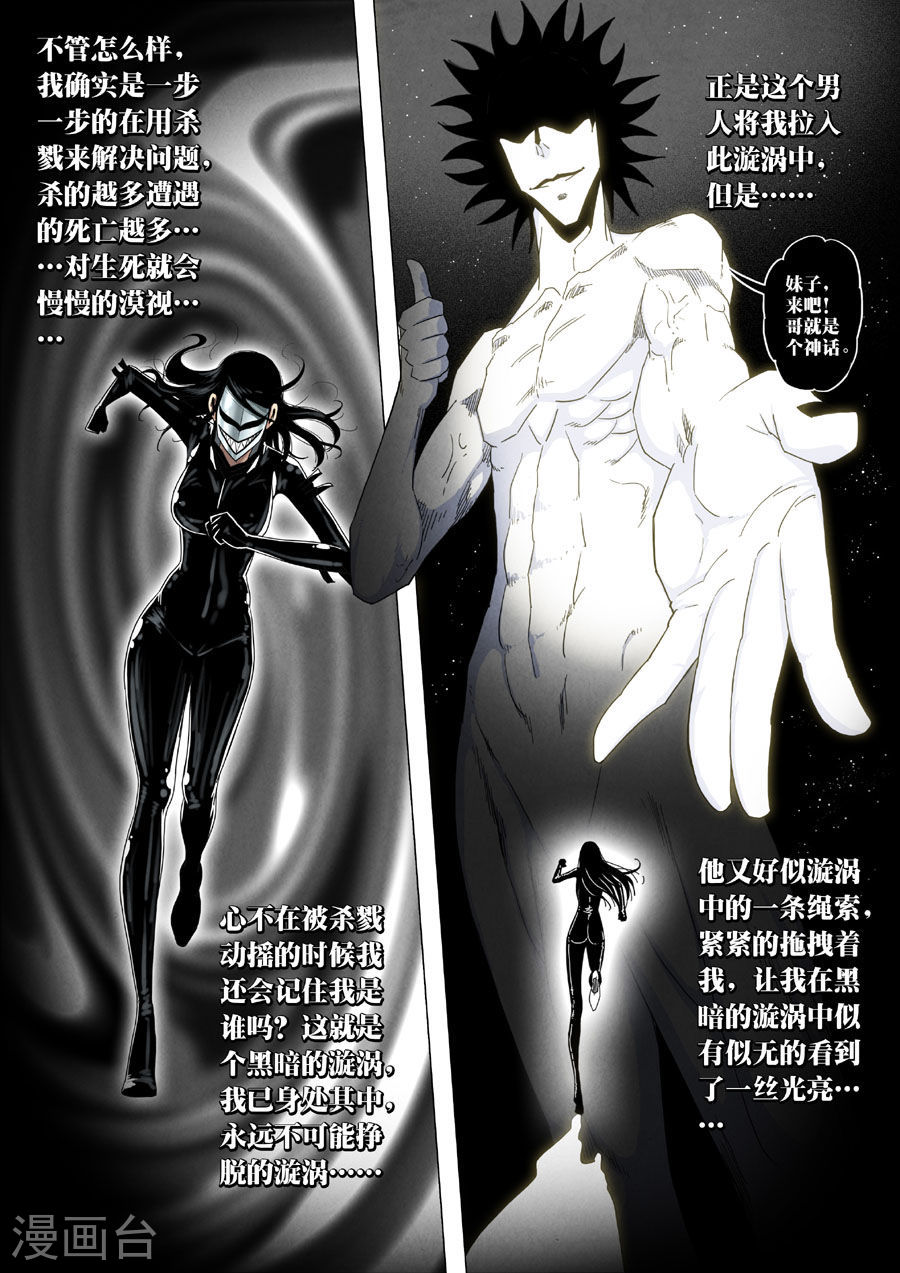 不管怎么样，
我确实是一步
一步的在用杀
戮来解决问题，
杀的越多遭遇
的死亡越多…
…对生死就会
慢慢的漠视…
…
心不在被杀戮
动摇的时候我
还会记住我是
谁吗？这就是
个黑暗的漩涡，
我已身处其中，
永远不可能挣
脱的漩涡……
正是这个男
人将我拉入
此漩涡中，
但是……
妹子，
来吧！
哥就是
个神话。
他又好似漩涡
中的一条绳索，
紧紧的拖拽着
我，让我在黑
暗的漩涡中似
有似无的看到
了一丝光亮…
…
漫画台